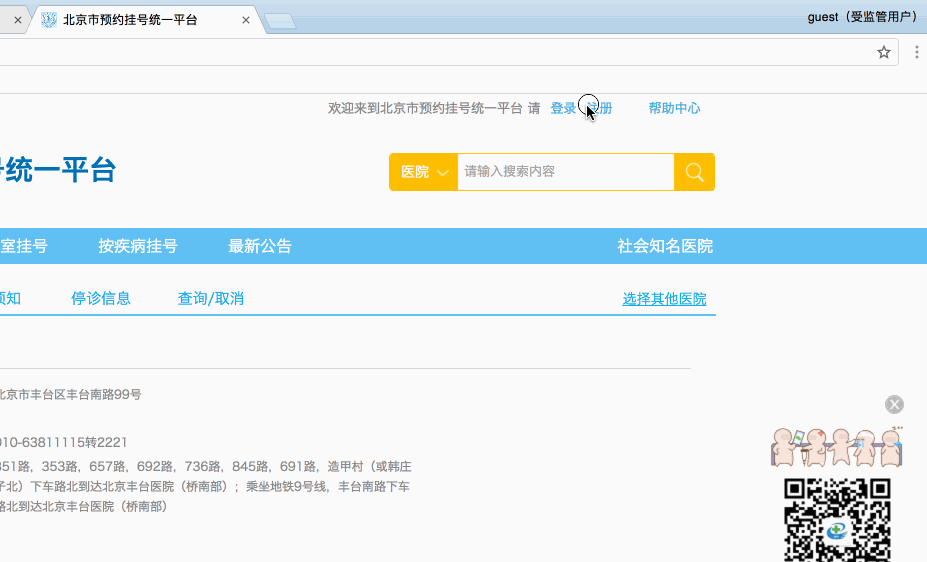 北京市预约挂号统一平台
guest（受监管用户）
欢迎来到北京市预约挂号统一平台 请 登录 册 帮助中心
统一平台
医院 请输入搜索内容
室挂号 按疾病挂号 最新公告 社会知名医院
知 停诊信息 查询/取消 选择其他医院
北京市丰台区丰台南路99号
010-63811115转2221
351路，353路，657路，692路，736路，845路，691路，造甲村（或韩庄
子北）下车路北到达北京丰台医院（桥南部）；乘坐地铁9号线，丰台南路下车
路北到达北京丰台医院（桥南部）